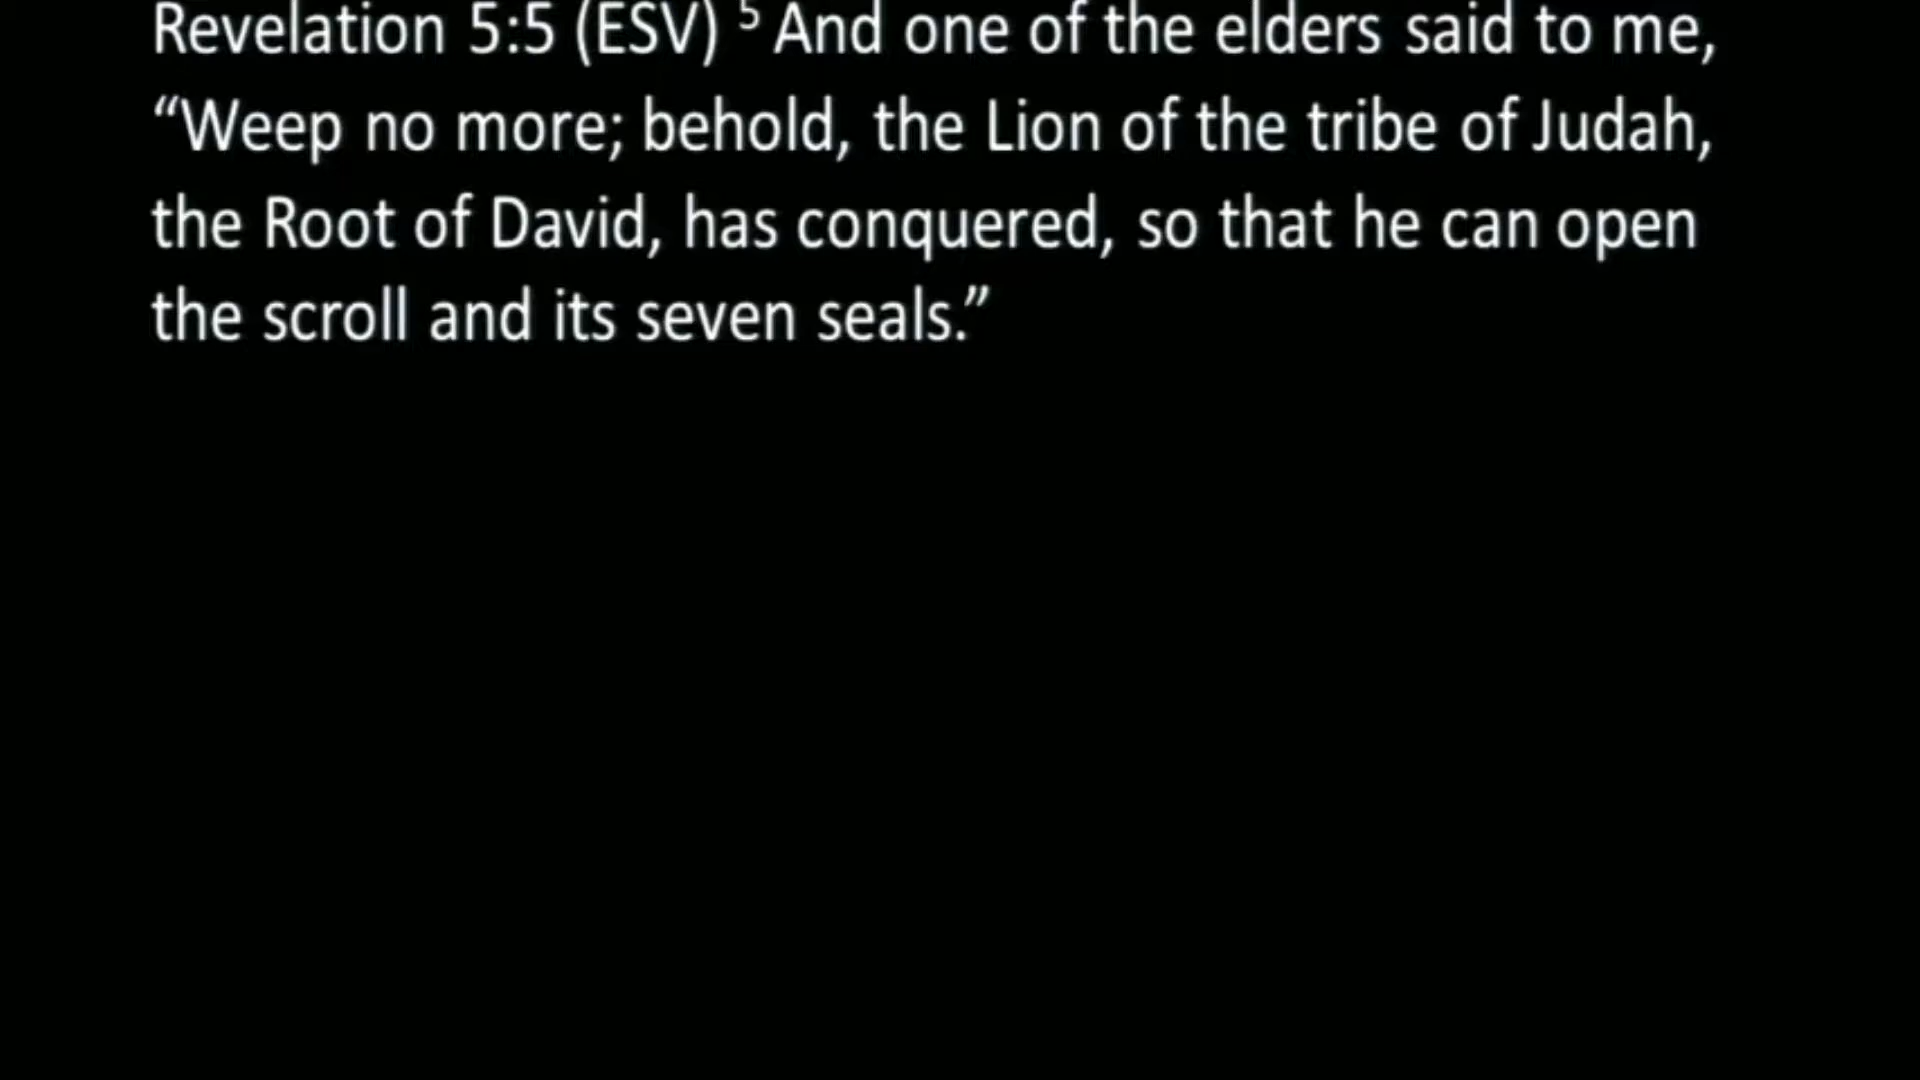 Revelation 5:5 (ESV) ⁵ And one of the elders said to me,
“Weep no more; behold, the Lion of the tribe of Judah,
the Root of David, has conquered, so that he can open
the scroll and its seven seals.”